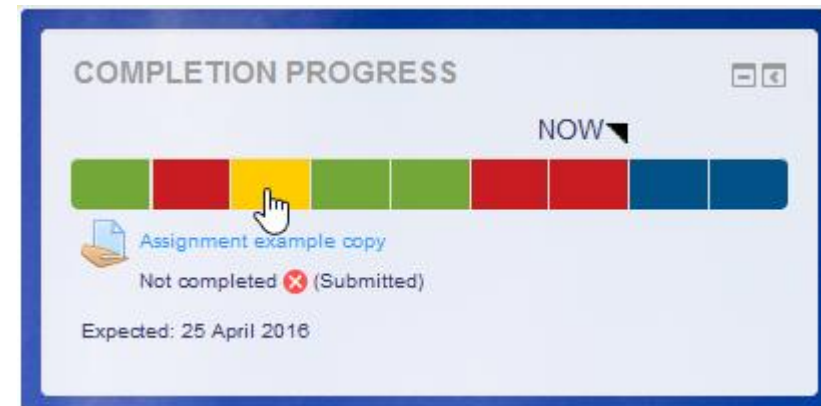 COMPLETION PROGRESS
NOW
Assignment example copy
Not completed (Submitted)
Expected: 25 April 2016